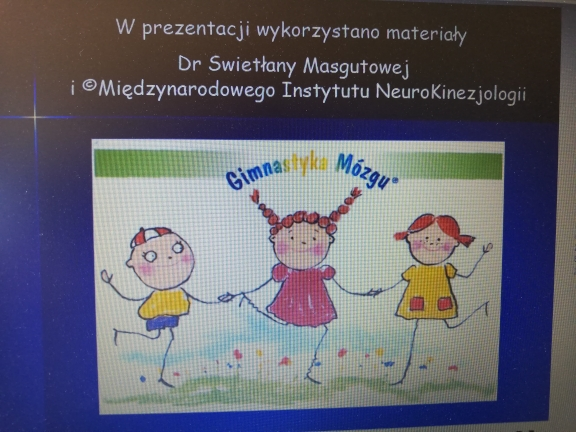 W prezentacji wykorzystano materiały
Dr Swietłany Masgutowej
i ©Międzynarodowego Instytutu NeuroKinezjologii
Gimnastyka Mózgu®